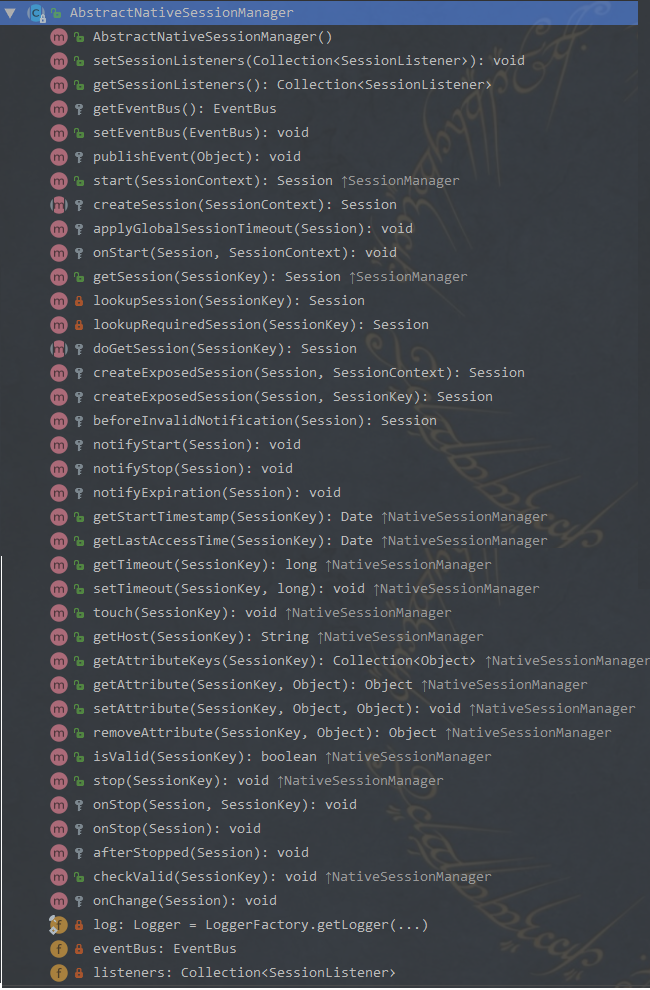 AbstractNativeSessionManager
AbstractNativeSessionManager()
setSessionListeners(Collection<SessionListener>): void
getSessionListeners(): Collection<SessionListener>
getEventBus(): EventBus
setEventBus(EventBus): void
publishEvent(Object): void
start(SessionContext): Session ↑SessionManager
createSession(SessionContext): Session
applyGlobalSessionTimeout(Session): void
onStart(Session, SessionContext): void
getSession(SessionKey): Session ↑SessionManager
lookupSession(SessionKey): Session
lookupRequiredSession(SessionKey): Session
doGetSession(SessionKey): Session
createExposedSession(Session, SessionContext): Session
createExposedSession(Session, SessionKey): Session
beforeInvalidNotification(Session): Session
notifyStart(Session): void
notifyStop(Session): void
notifyExpiration(Session): void
getStartTimestamp(SessionKey): Date ↑NativeSessionManager
getLastAccessTime(SessionKey): Date ↑NativeSessionManager
getTimeout(SessionKey): long ↑NativeSessionManager
setTimeout(SessionKey, long): void ↑NativeSessionManager
touch(SessionKey): void ↑NativeSessionManager
getHost(SessionKey): String ↑NativeSessionManager
getAttributeKeys(SessionKey): Collection<Object> ↑NativeSessionManager
getAttribute(SessionKey, Object): Object ↑NativeSessionManager
setAttribute(SessionKey, Object, Object): void ↑NativeSessionManager
removeAttribute(SessionKey, Object): Object ↑NativeSessionManager
isValid(SessionKey): boolean ↑NativeSessionManager
stop(SessionKey): void ↑NativeSessionManager
onStop(Session, SessionKey): void
onStop(Session): void
afterStopped(Session): void
checkValid(SessionKey): void ↑NativeSessionManager
onChange(Session): void
log: Logger = LoggerFactory.getLogger(...)
eventBus: EventBus
listeners: Collection<SessionListener>